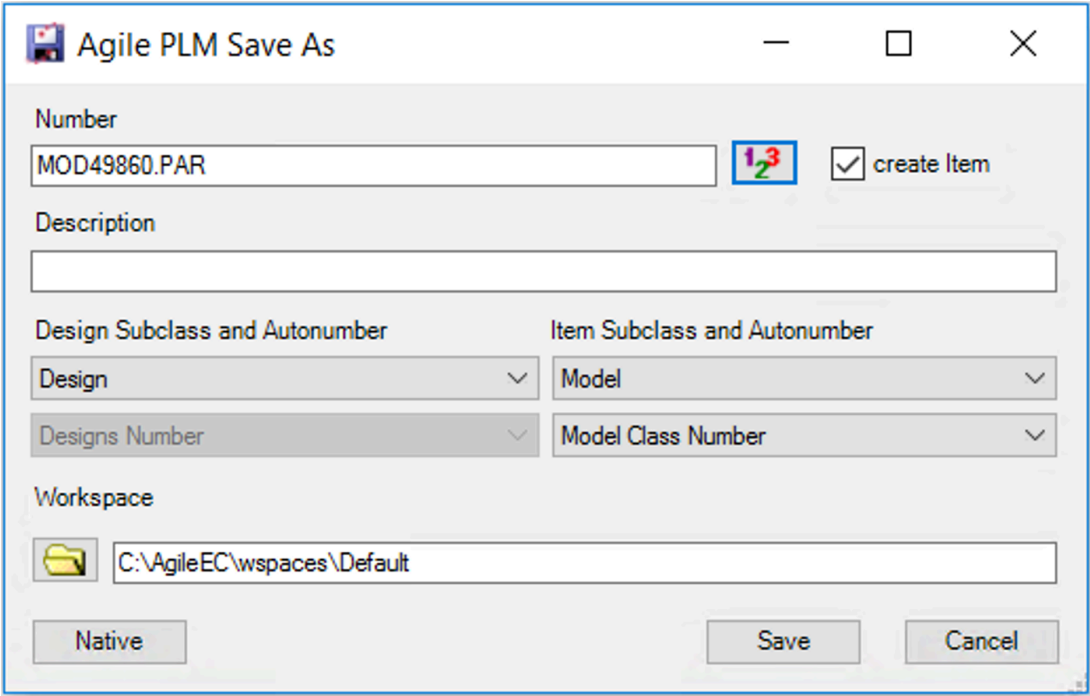 Agile PLM Save As
Number
MOD49860.PAR 123 create Item
Description
Design Subclass and Autonumber Item Subclass and Autonumber
Design Model
Designs Number Model Class Number
Workspace
C:\AgileEC\wspaces\Default
Native Save Cancel